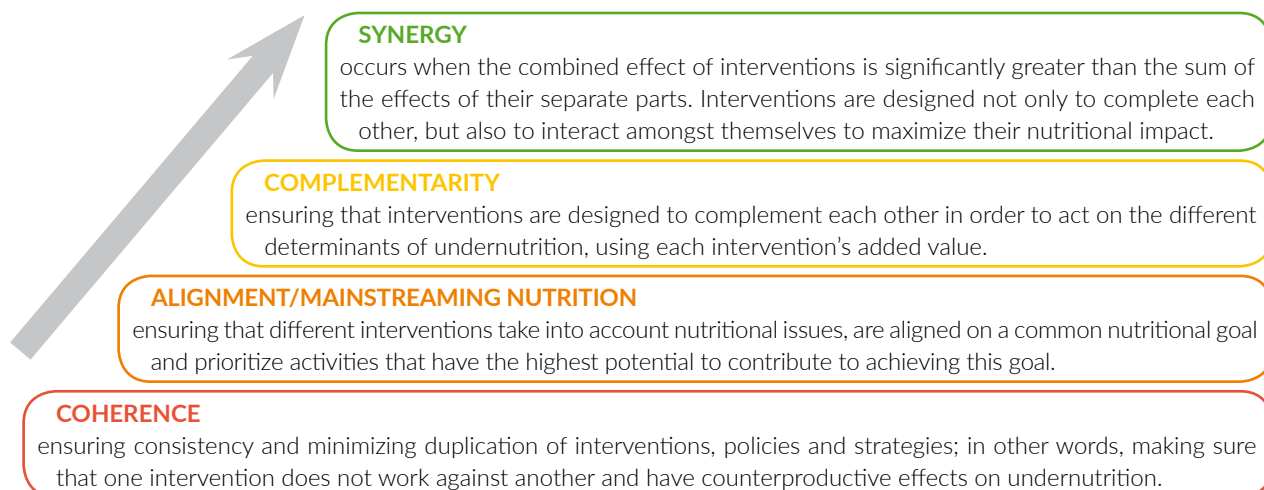 SYNERGY
occurs when the combined effect of interventions is significantly greater than the sum of
the effects of their separate parts. Interventions are designed not only to complete each
other, but also to interact amongst themselves to maximize their nutritional impact.
COMPLEMENTARITY
ensuring that interventions are designed to complement each other in order to act on the different
determinants of undernutrition, using each intervention’s added value.
ALIGNMENT/MAINSTREAMING NUTRITION
ensuring that different interventions take into account nutritional issues, are aligned on a common nutritional goal
and prioritize activities that have the highest potential to contribute to achieving this goal.
COHERENCE
ensuring consistency and minimizing duplication of interventions, policies and strategies; in other words, making sure
that one intervention does not work against another and have counterproductive effects on undernutrition.